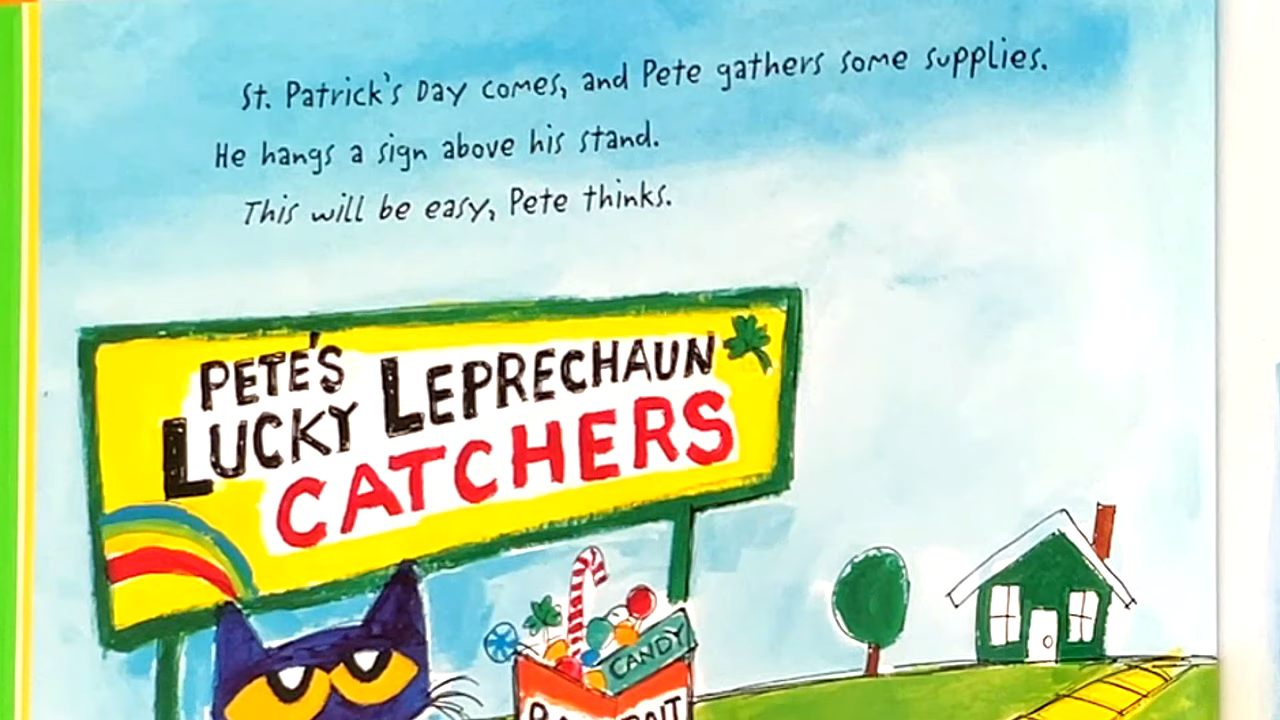 St. Patrick's Day comes, and Pete gathers some supplies.
He hangs a sign above his stand.
This will be easy, Pete thinks.
PETE'S
LUCKY LEPRECHAUN
CATCHERS
CANDY